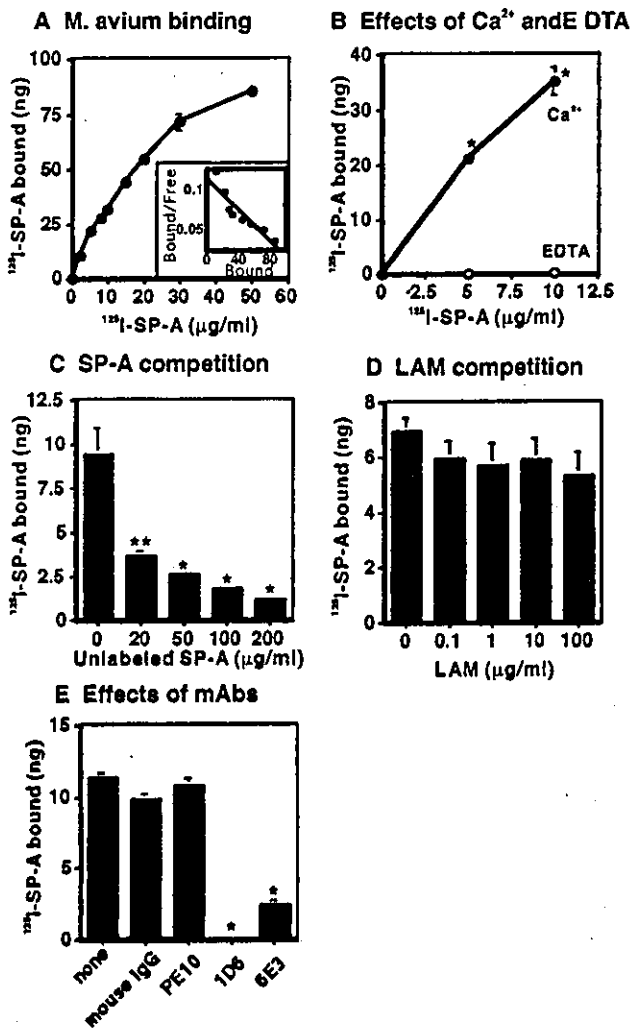 A M. avium binding
¹²⁵I-SP-A bound (ng)
100
75
50
25
0
0 10 20 30 40 50 60
¹²⁵I-SP-A (µg/ml)
Bound/Free
0.1
0.05
0 40 80
Bound
B Effects of Ca²⁺ andE DTA
¹²⁵I-SP-A bound (ng)
40
30
20
10
0
*
*
Ca²⁺
EDTA
0 2.5 5 7.5 10 12.5
¹²⁵I-SP-A (µg/ml)
C SP-A competition
¹²⁵I-SP-A bound (ng)
12.5
10
7.5
5
2.5
0
** * * *
0 20 50 100 200
Unlabeled SP-A (µg/ml)
D LAM competition
¹²⁵I-SP-A bound (ng)
8
6
4
2
0
0 0.1 1 10 100
LAM (µg/ml)
E Effects of mAbs
¹²⁵I-SP-A bound (ng)
15
10
5
0
* *
none
mouse IgG
PE10
1D6
6E3